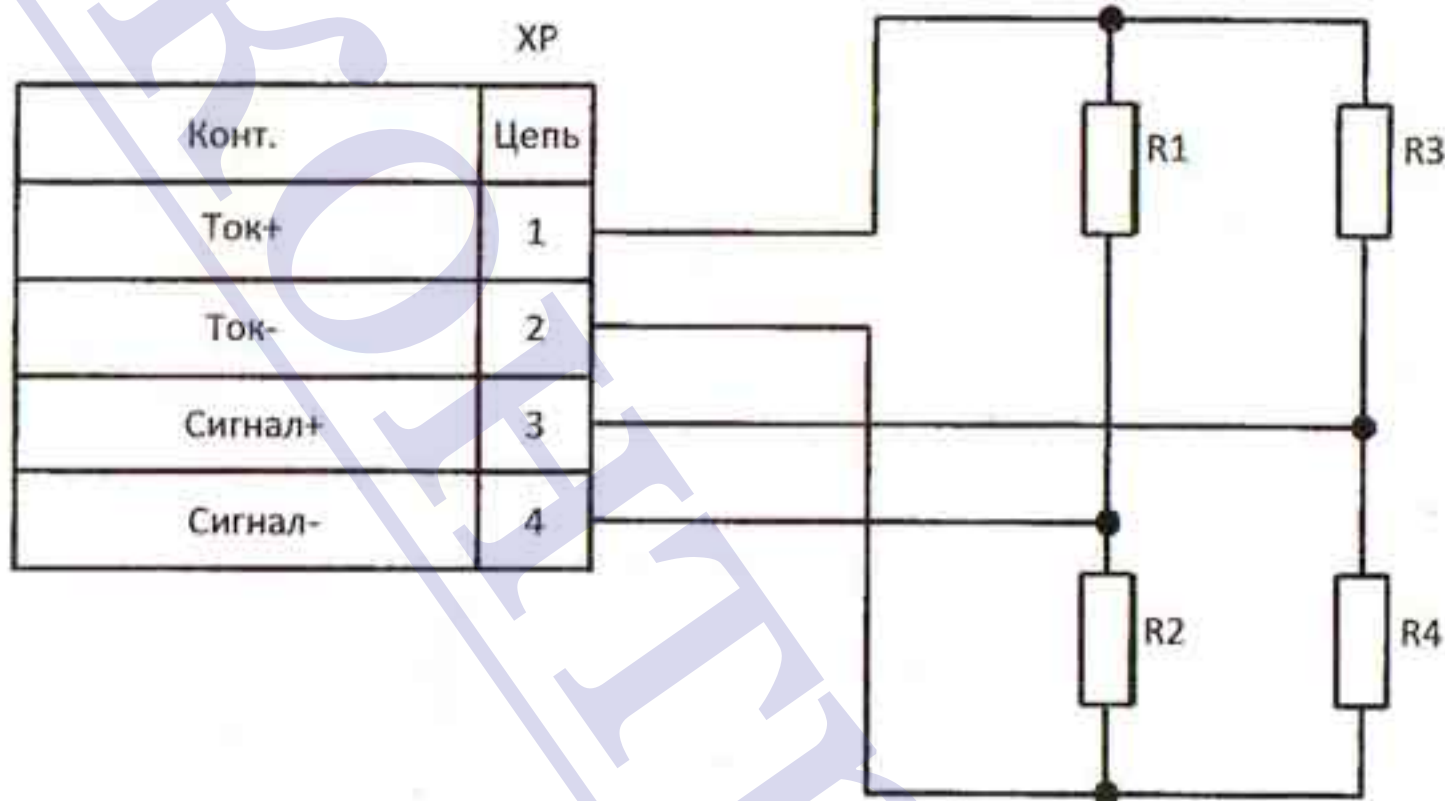 XP
Конт. Цепь
Ток+ 1
Ток- 2
Сигнал+ 3
Сигнал- 4
R1
R3
R2
R4